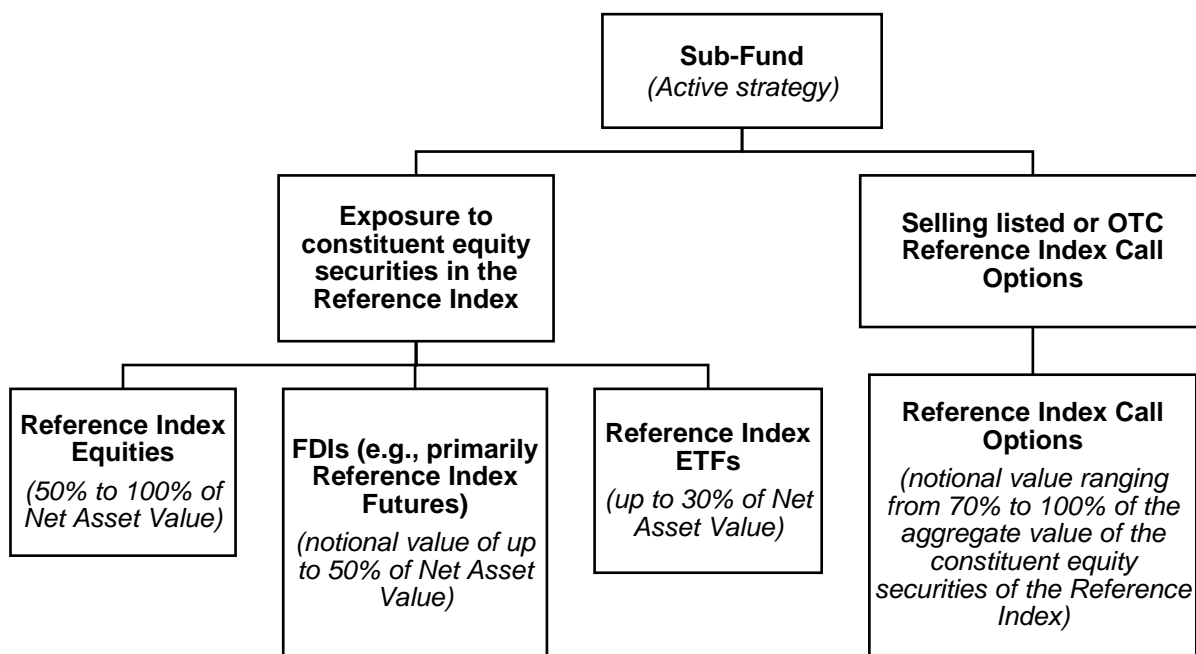 Sub-Fund
(Active strategy)
Exposure to
constituent equity
securities in the
Reference Index
Selling listed or OTC
Reference Index Call
Options
Reference Index
Equities
(50% to 100% of
Net Asset Value)
FDIs (e.g., primarily
Reference Index
Futures)
(notional value of up
to 50% of Net Asset
Value)
Reference Index
ETFs
(up to 30% of Net
Asset Value)
Reference Index Call
Options
(notional value ranging
from 70% to 100% of the
aggregate value of the
constituent equity
securities of the Reference
Index)